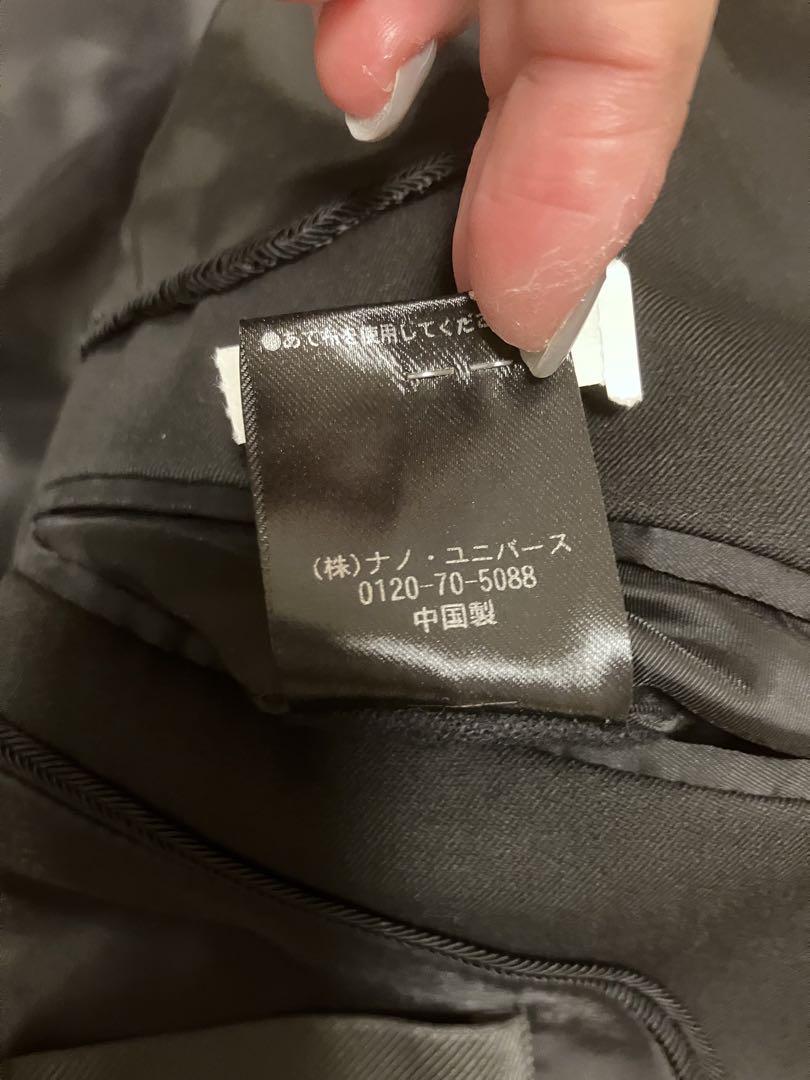 ●あて布を使用してくださ
(株)ナノ・ユニバース
0120-70-5088
中国製